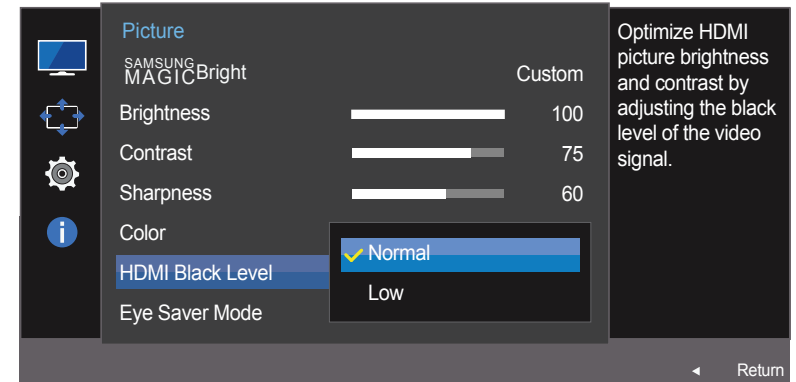 Picture
SAMSUNG
MAGICBright Custom
Brightness 100
Contrast 75
Sharpness 60
Color
HDMI Black Level
Eye Saver Mode
Normal
Low
Optimize HDMI
picture brightness
and contrast by
adjusting the black
level of the video
signal.
Return